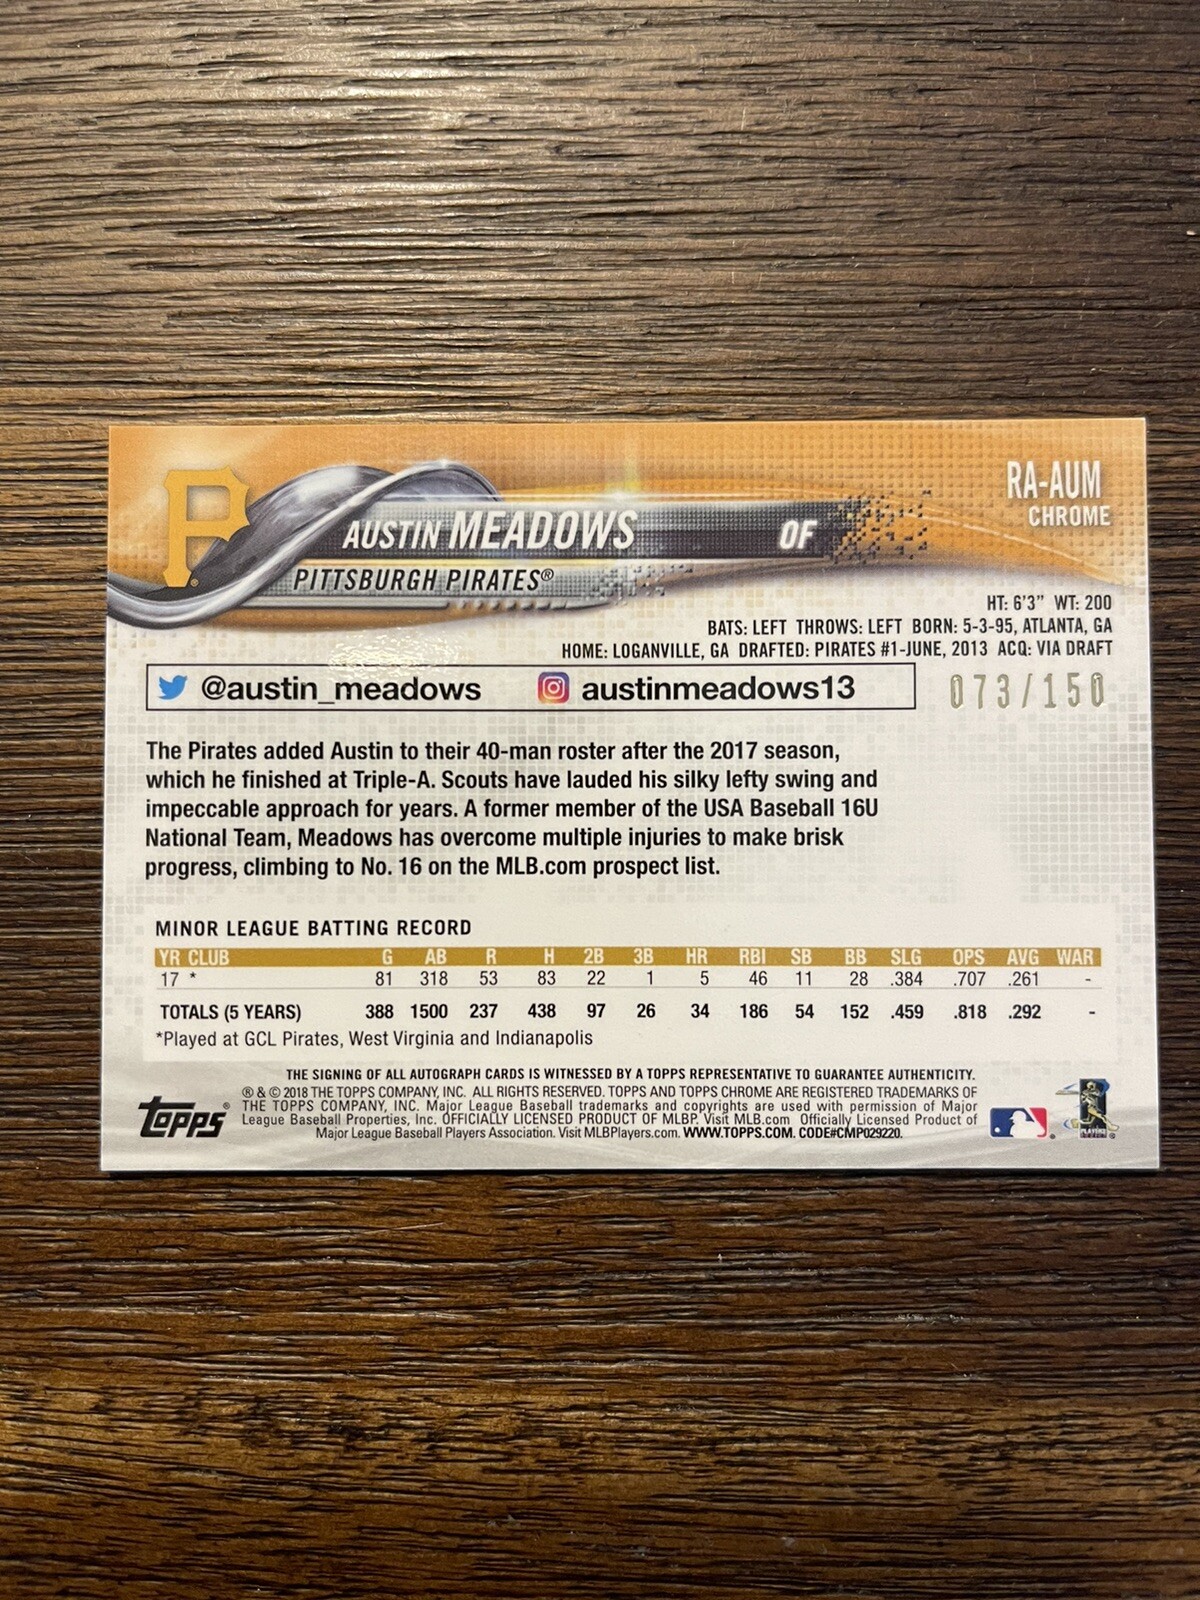 P
RA-AUM
CHROME
AUSTIN MEADOWS
OF
PITTSBURGH PIRATES®
HT: 6'3" WT: 200
BATS: LEFT THROWS: LEFT BORN: 5-3-95, ATLANTA, GA
HOME: LOGANVILLE, GA DRAFTED: PIRATES #1-JUNE, 2013 ACQ: VIA DRAFT
@austin_meadows austinmeadows13
073/150
The Pirates added Austin to their 40-man roster after the 2017 season,
which he finished at Triple-A. Scouts have lauded his silky lefty swing and
impeccable approach for years. A former member of the USA Baseball 16U
National Team, Meadows has overcome multiple injuries to make brisk
progress, climbing to No. 16 on the MLB.com prospect list.
MINOR LEAGUE BATTING RECORD
YR CLUB G AB R H 2B 3B HR RBI SB BB SLG OPS AVG WAR
17 * 81 318 53 83 22 1 5 46 11 28 .384 .707 .261 -
TOTALS (5 YEARS) 388 1500 237 438 97 26 34 186 54 152 .459 .818 .292 -
*Played at GCL Pirates, West Virginia and Indianapolis
THE SIGNING OF ALL AUTOGRAPH CARDS IS WITNESSED BY A TOPPS REPRESENTATIVE TO GUARANTEE AUTHENTICITY.
® & © 2018 THE TOPPS COMPANY, INC. ALL RIGHTS RESERVED. TOPPS AND TOPPS CHROME ARE REGISTERED TRADEMARKS OF
THE TOPPS COMPANY, INC. Major League Baseball trademarks and copyrights are used with permission of Major
League Baseball Properties, Inc. OFFICIALLY LICENSED PRODUCT OF MLBP. Visit MLB.com Officially Licensed Product of
Major League Baseball Players Association. Visit MLBPlayers.com. WWW.TOPPS.COM. CODE#CMP029220.
TOPPS®
PLAYERS